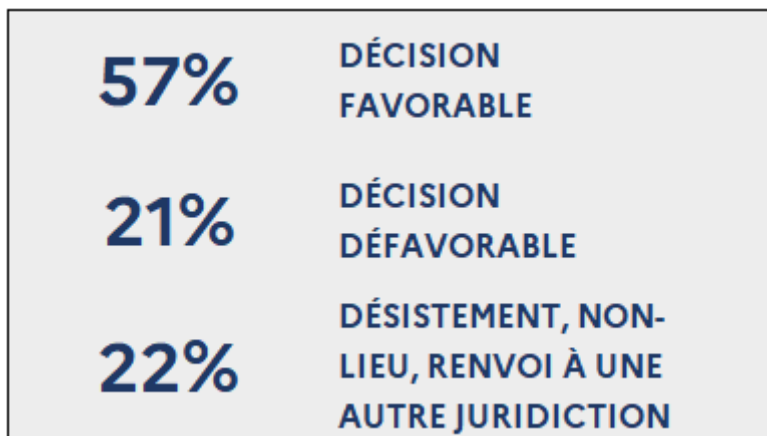 57%
DÉCISION
FAVORABLE
21%
DÉCISION
DÉFAVORABLE
22%
DÉSISTEMENT, NON-
LIEU, RENVOI À UNE
AUTRE JURIDICTION